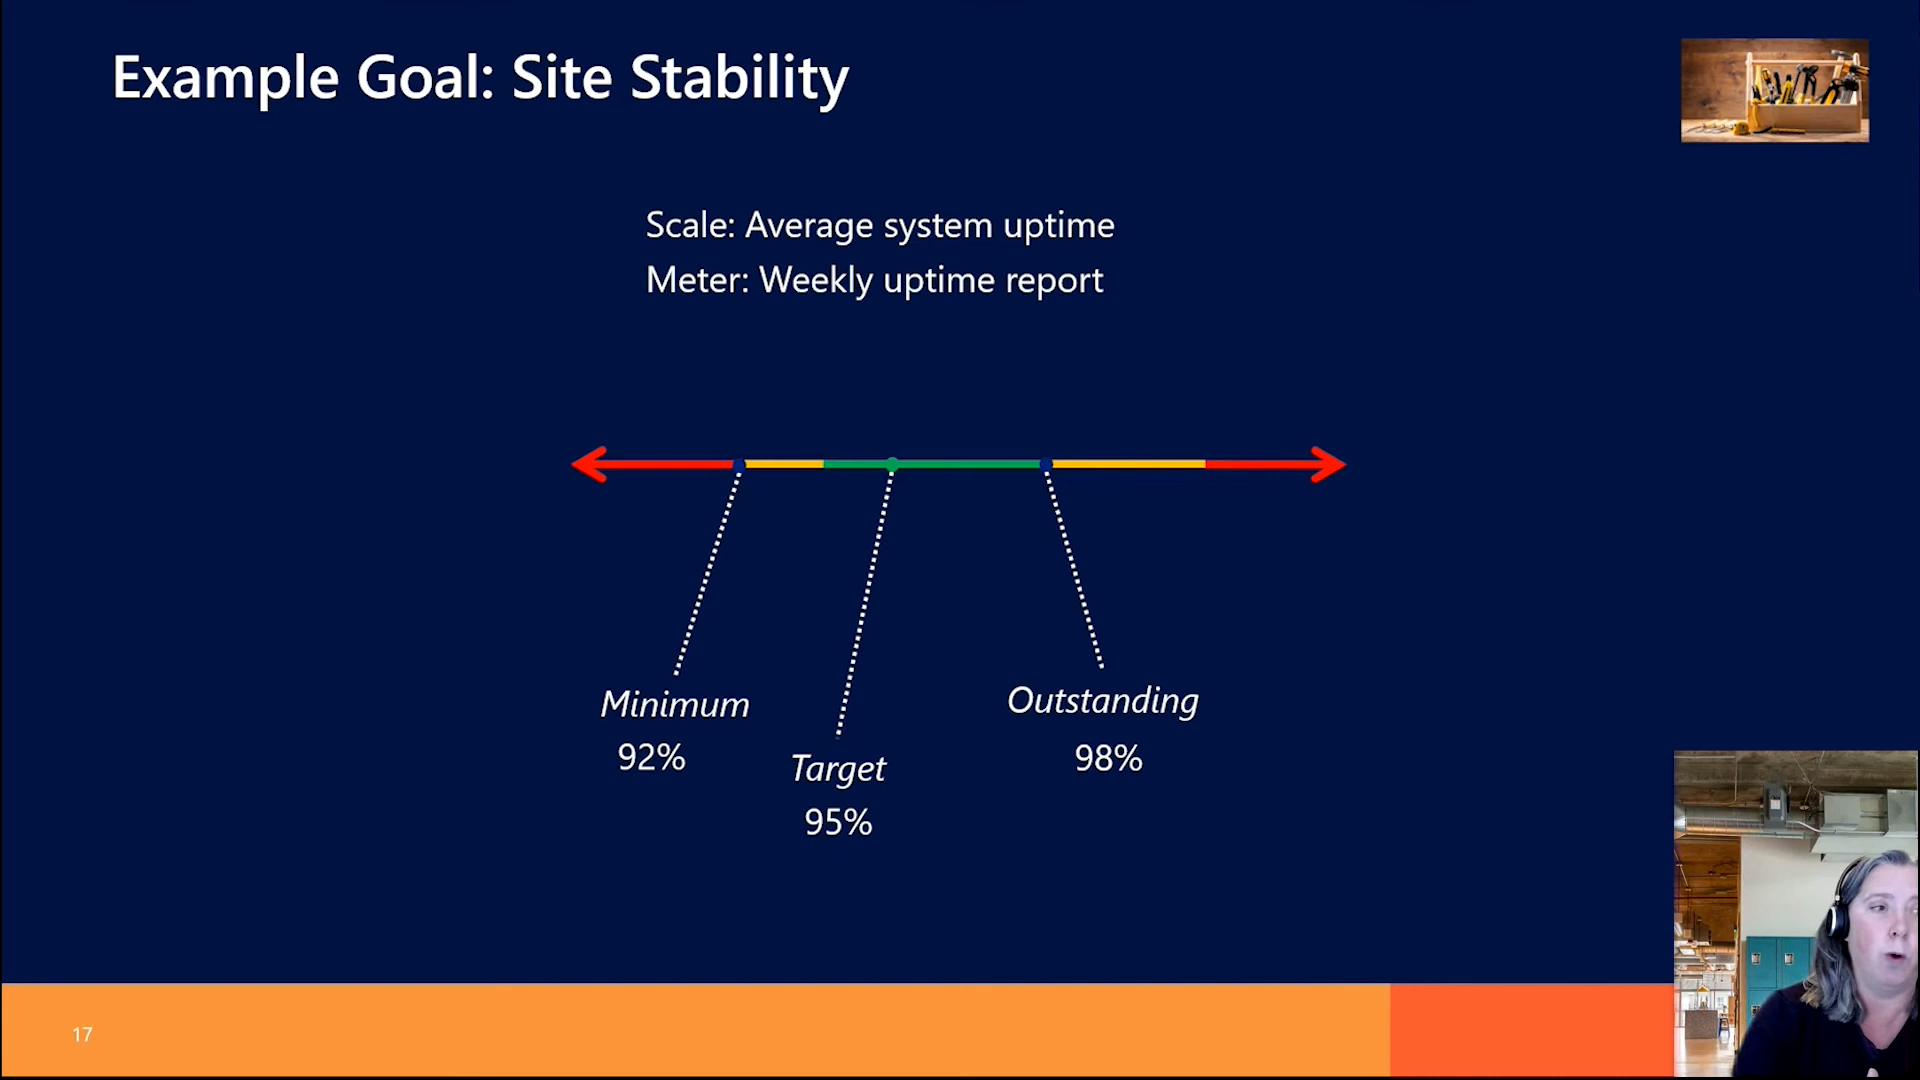 Example Goal: Site Stability
Scale: Average system uptime
Meter: Weekly uptime report
Minimum
92%
Target
95%
Outstanding
98%
17